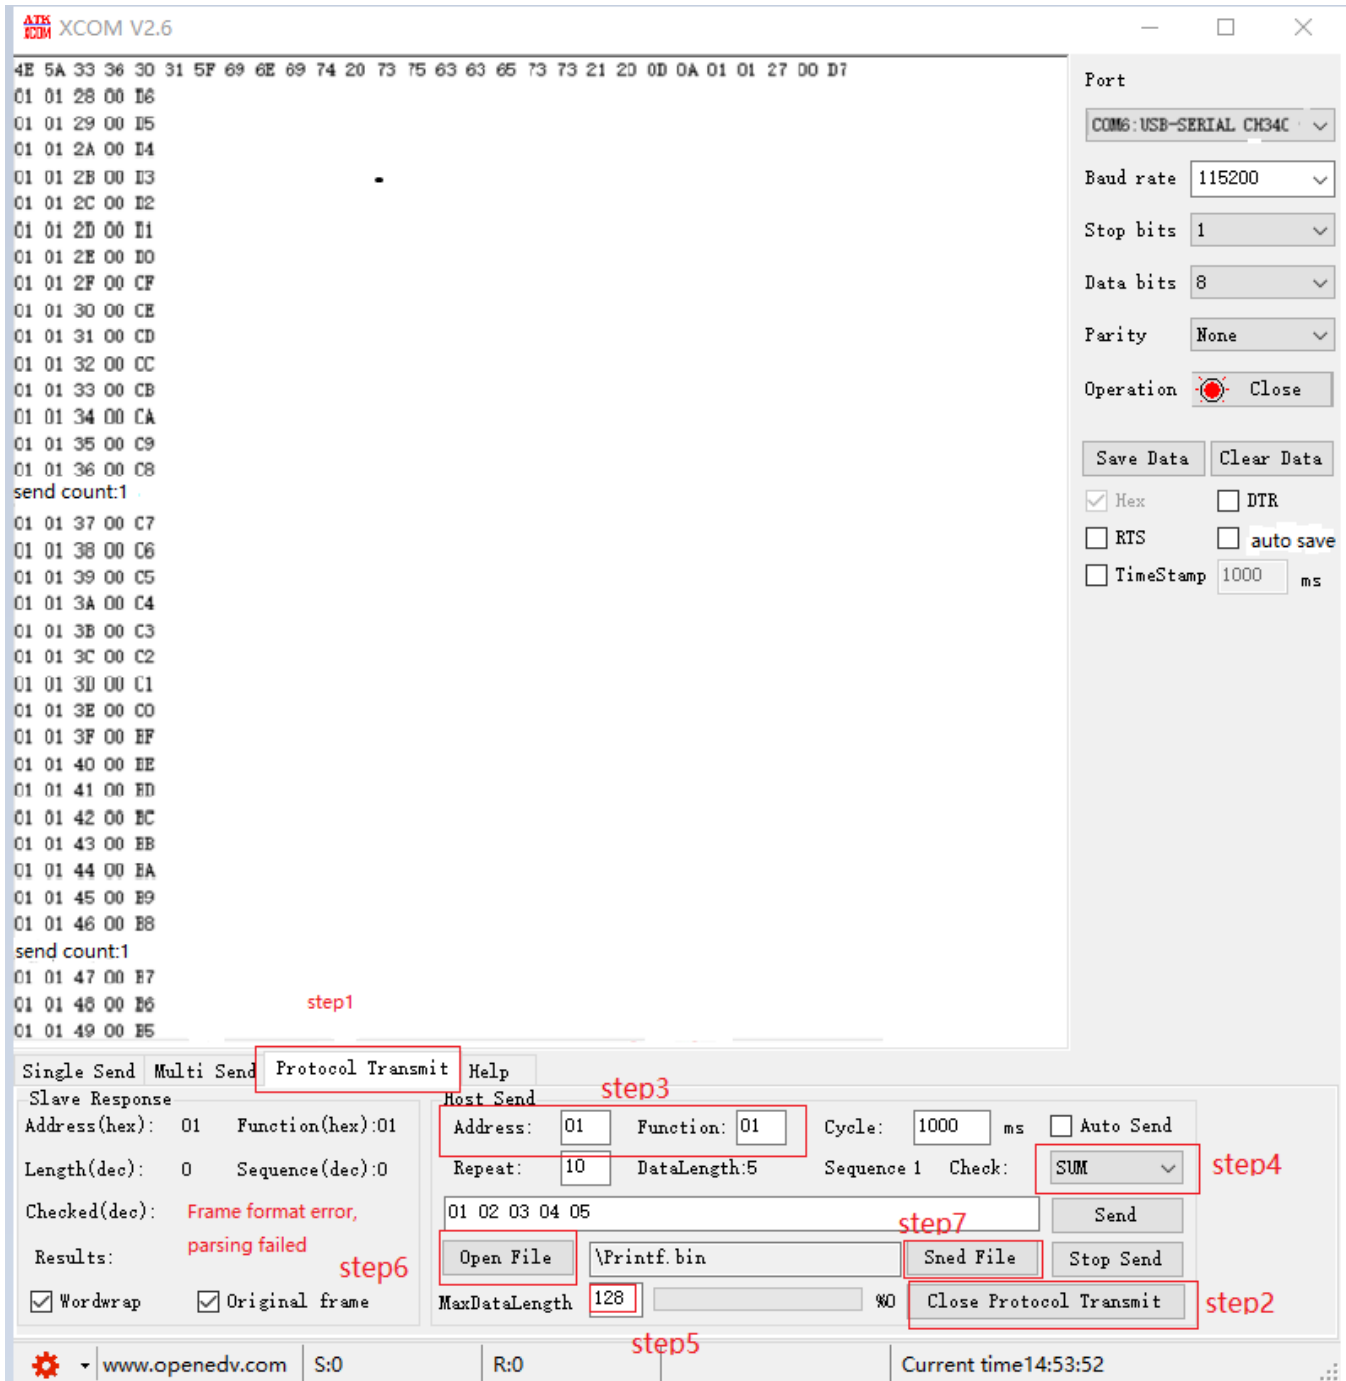 ATK XCOM XCOM V2.6
4E 5A 33 36 30 31 5F 69 6E 69 74 20 73 75 63 63 65 73 73 21 20 0D 0A 01 01 27 00 D7
01 01 28 00 D6
01 01 29 00 D5
01 01 2A 00 D4
01 01 2B 00 D3
01 01 2C 00 D2
01 01 2D 00 D1
01 01 2E 00 D0
01 01 2F 00 CF
01 01 30 00 CE
01 01 31 00 CD
01 01 32 00 CC
01 01 33 00 CB
01 01 34 00 CA
01 01 35 00 C9
01 01 36 00 C8
send count:1
01 01 37 00 C7
01 01 38 00 C6
01 01 39 00 C5
01 01 3A 00 C4
01 01 3B 00 C3
01 01 3C 00 C2
01 01 3D 00 C1
01 01 3E 00 C0
01 01 3F 00 BF
01 01 40 00 BE
01 01 41 00 BD
01 01 42 00 BC
01 01 43 00 BB
01 01 44 00 BA
01 01 45 00 B9
01 01 46 00 B8
send count:1
01 01 47 00 B7
01 01 48 00 B6
01 01 49 00 B5
step1
Port
COM6:USB-SERIAL CH34C
Baud rate 115200
Stop bits 1
Data bits 8
Parity None
Operation Close
Save Data Clear Data
Hex DTR
RTS auto save
TimeStamp 1000 ms
Single Send Multi Send Protocol Transmit Help
Slave Response
Address(hex): 01 Function(hex):01
Length(dec): 0 Sequence(dec):0
Checked(dec): Frame format error,
parsing failed
Results:
Wordwrap Original frame
Host Send step3
Address: 01 Function: 01 Cycle: 1000 ms Auto Send
Repeat: 10 DataLength:5 Sequence 1 Check: SUM step4
01 02 03 04 05 step7 Send
step6 Open File \Printf.bin Sned File Stop Send
MaxDataLength 128 %0 Close Protocol Transmit step2
step5
www.openedv.com S:0 R:0 Current time14:53:52